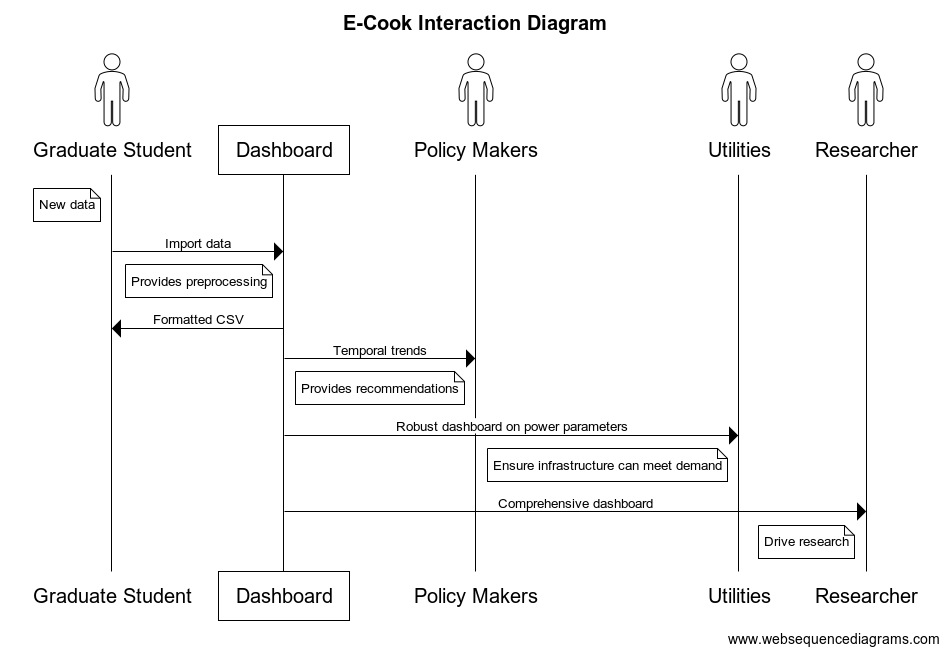 E-Cook Interaction Diagram
Graduate Student
Dashboard
Policy Makers
Utilities
Researcher
New data
Import data
Provides preprocessing
Formatted CSV
Temporal trends
Provides recommendations
Robust dashboard on power parameters
Ensure infrastructure can meet demand
Comprehensive dashboard
Drive research
Graduate Student
Dashboard
Policy Makers
Utilities
Researcher
www.websequencediagrams.com